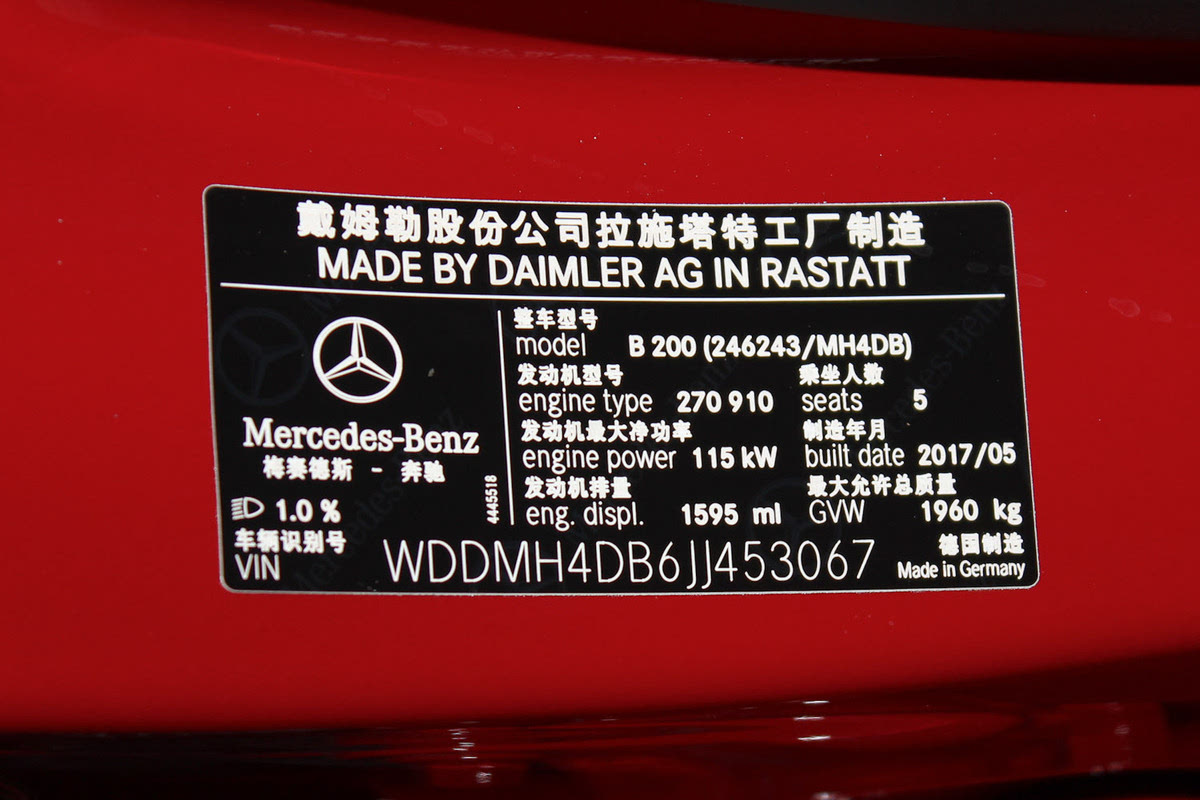 戴姆勒股份公司拉施塔特工厂制造
MADE BY DAIMLER AG IN RASTATT
Mercedes-Benz
梅赛德斯 - 奔驰
1.0 %
4445518
整车型号
model B 200 (246243/MH4DB)
发动机型号 乘坐人数
engine type 270 910 seats 5
发动机最大净功率 制造年月
engine power 115 kW built date 2017/05
发动机排量 最大允许总质量
eng. displ. 1595 ml GVW 1960 kg
车辆识别号 德国制造
VIN WDDMH4DB6JJ453067 Made in Germany